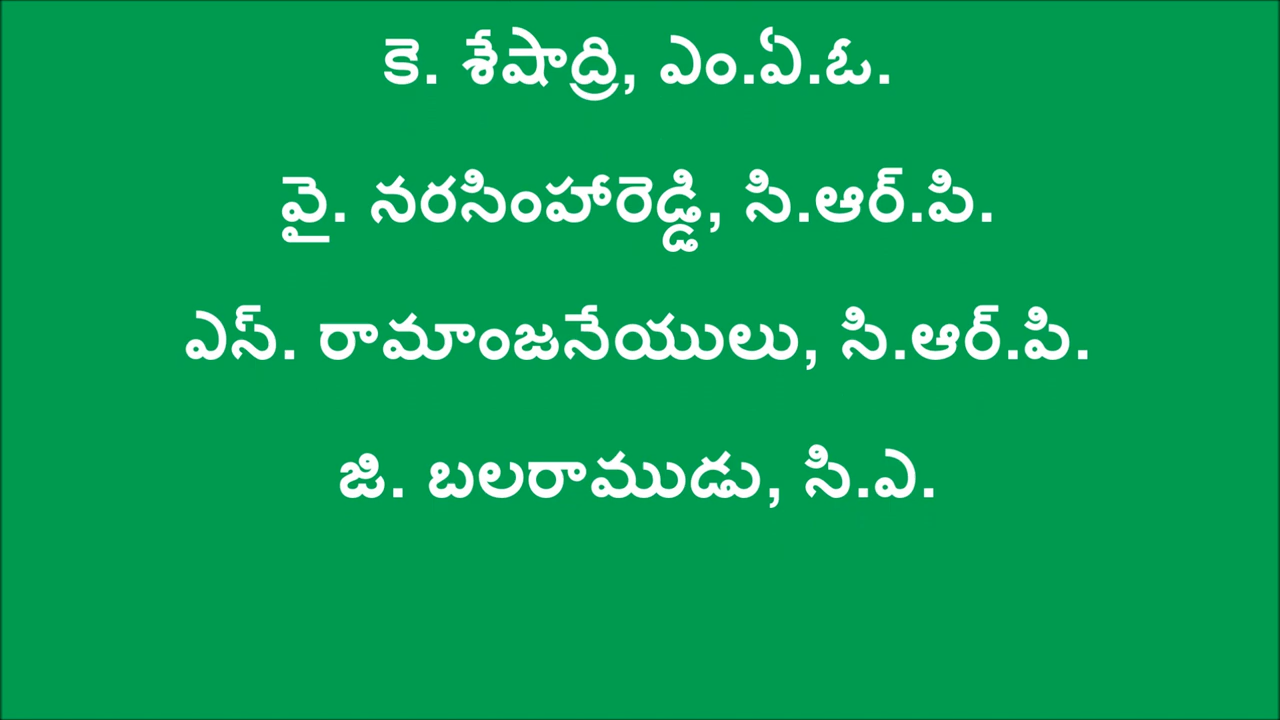 కె. శేషాద్రి, ఎం.ఏ.ఓ.
వై. నరసింహారెడ్డి, సి.ఆర్.పి.
ఎస్. రామాంజనేయులు, సి.ఆర్.పి.
జి. బలరాముడు, సి.ఎ.